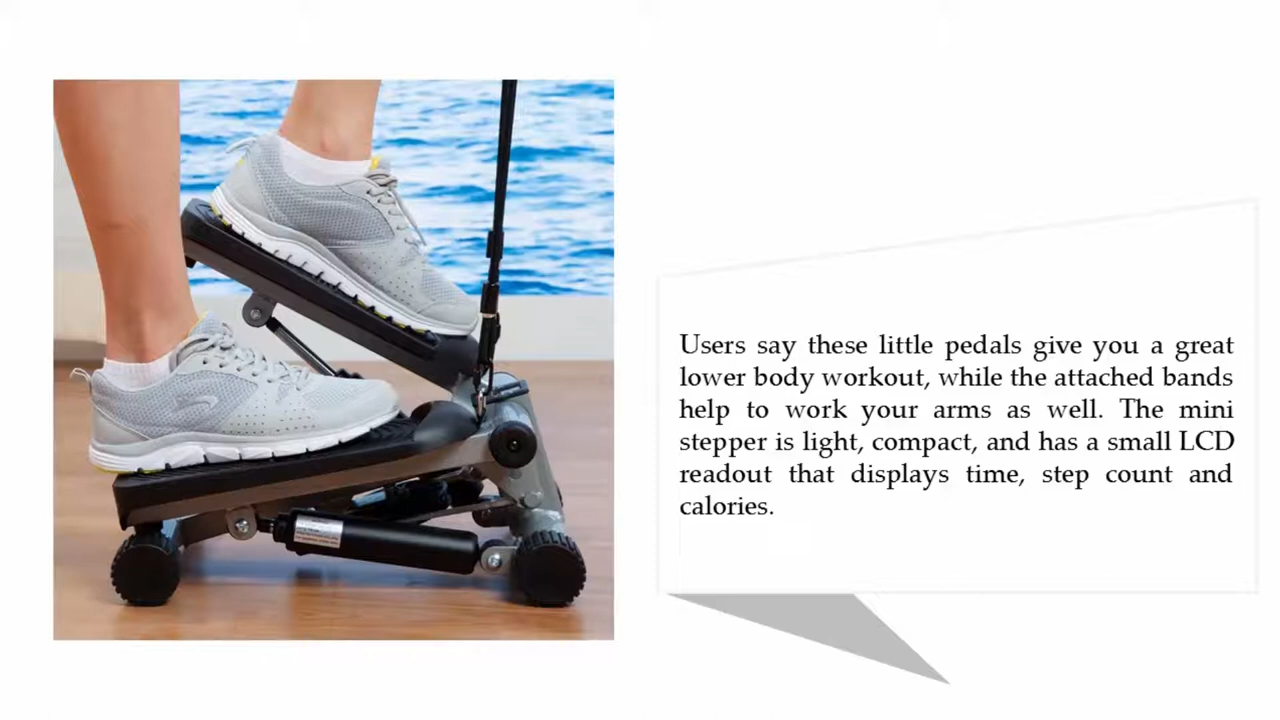 Users say these little pedals give you a great
lower body workout, while the attached bands
help to work your arms as well. The mini
stepper is light, compact, and has a small LCD
readout that displays time, step count and
calories.